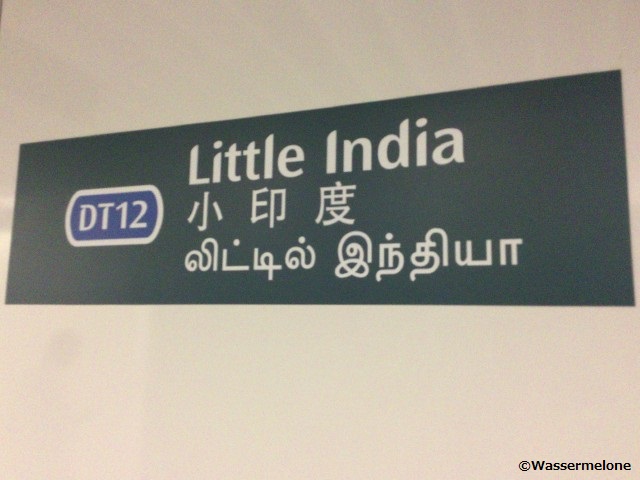 DT12
Little India
小印度
லிட்டில் இந்தியா
©Wassermelone